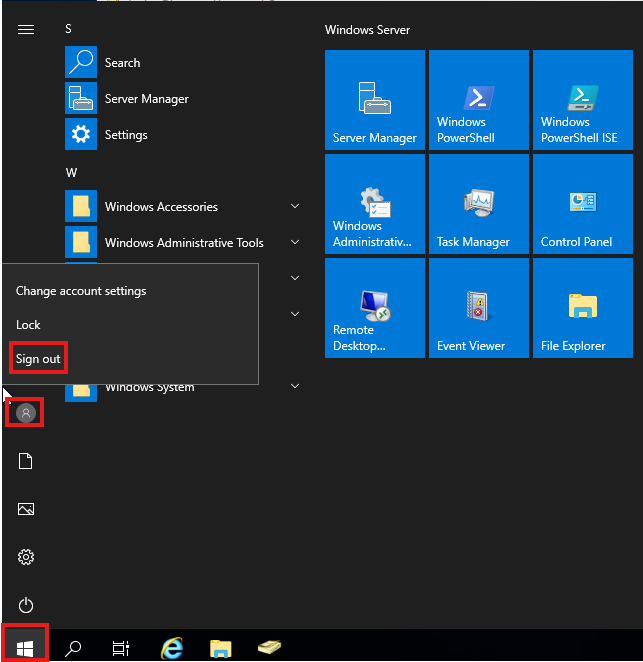 S
Windows Server
Search
Server Manager
Settings
W
Windows Accessories
Windows Administrative Tools
Change account settings
Lock
Sign out
Windows System
Server Manager
Windows
PowerShell
Windows
PowerShell ISE
Windows
Administrativ...
Task Manager
Control Panel
Remote
Desktop...
Event Viewer
File Explorer